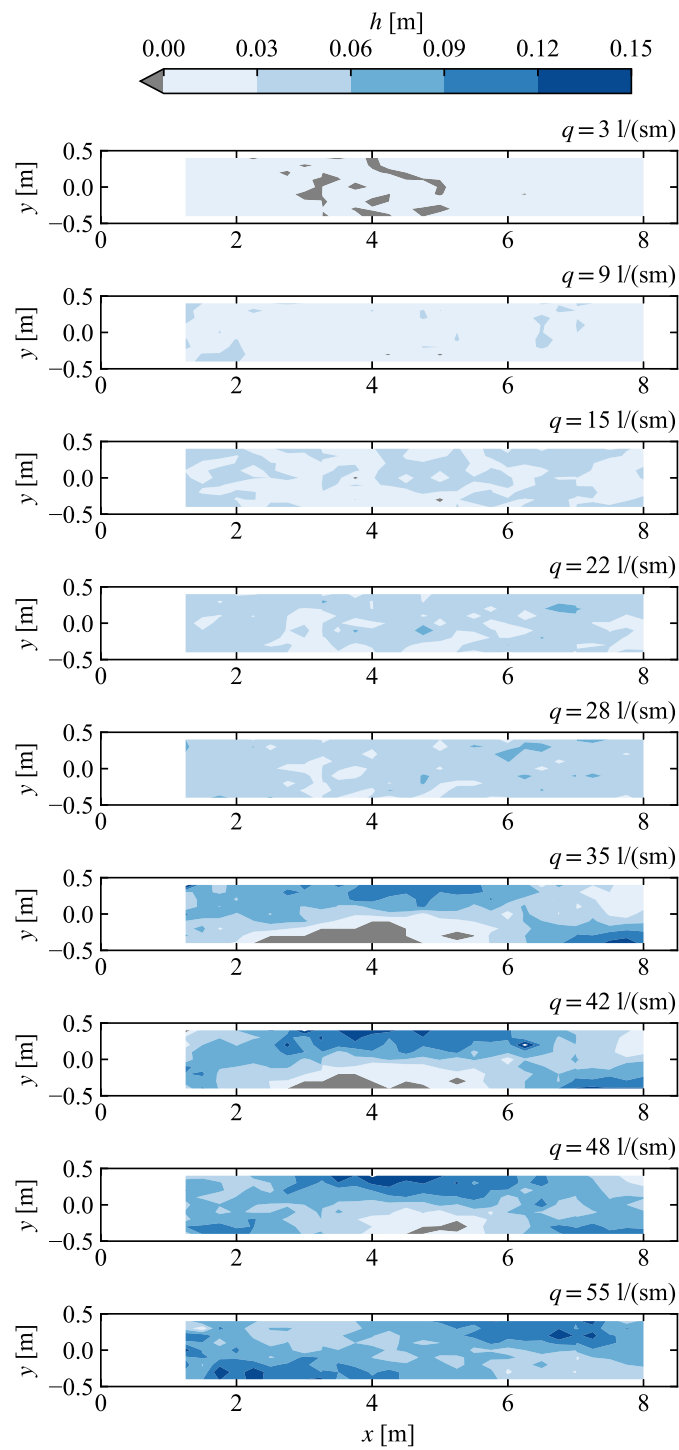 h [m]
0.00 0.03 0.06 0.09 0.12 0.15
q = 3 l/(sm)
0.5
0.0
−0.5
y [m]
0 2 4 6 8
q = 9 l/(sm)
0.5
0.0
−0.5
y [m]
0 2 4 6 8
q = 15 l/(sm)
0.5
0.0
−0.5
y [m]
0 2 4 6 8
q = 22 l/(sm)
0.5
0.0
−0.5
y [m]
0 2 4 6 8
q = 28 l/(sm)
0.5
0.0
−0.5
y [m]
0 2 4 6 8
q = 35 l/(sm)
0.5
0.0
−0.5
y [m]
0 2 4 6 8
q = 42 l/(sm)
0.5
0.0
−0.5
y [m]
0 2 4 6 8
q = 48 l/(sm)
0.5
0.0
−0.5
y [m]
0 2 4 6 8
q = 55 l/(sm)
0.5
0.0
−0.5
y [m]
0 2 4 6 8
x [m]